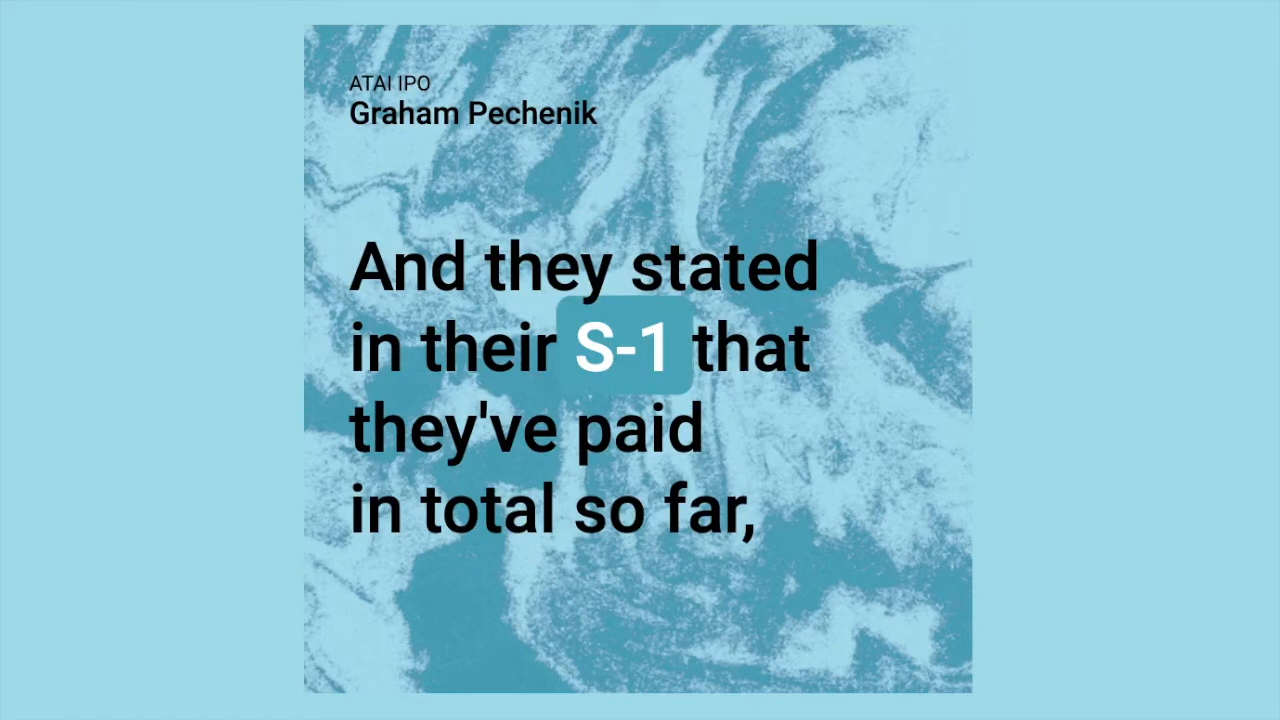 ATAI IPO
Graham Pechenik
And they stated
in their S-1 that
they've paid
in total so far,